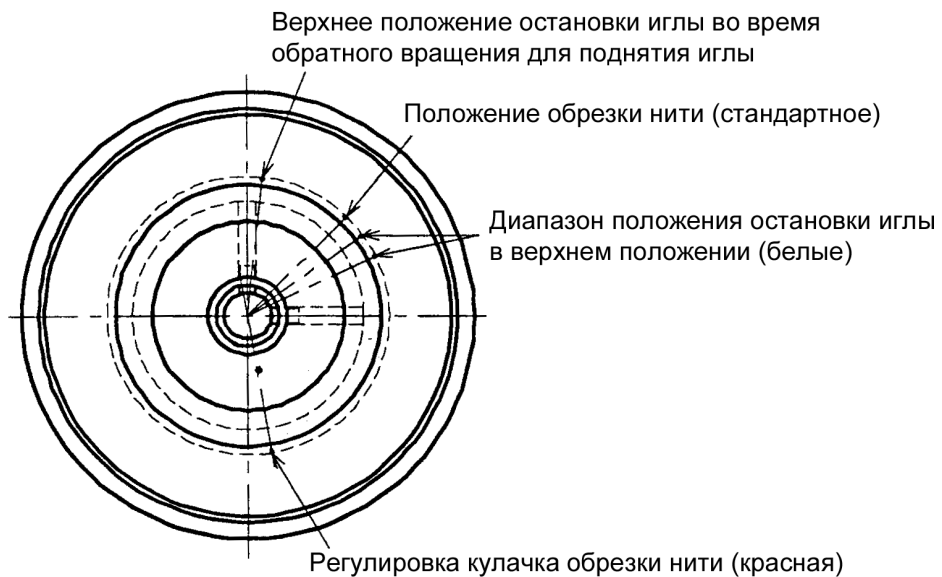 Верхнее положение остановки иглы во время
обратного вращения для поднятия иглы
Положение обрезки нити (стандартное)
Диапазон положения остановки иглы
в верхнем положении (белые)
Регулировка кулачка обрезки нити (красная)